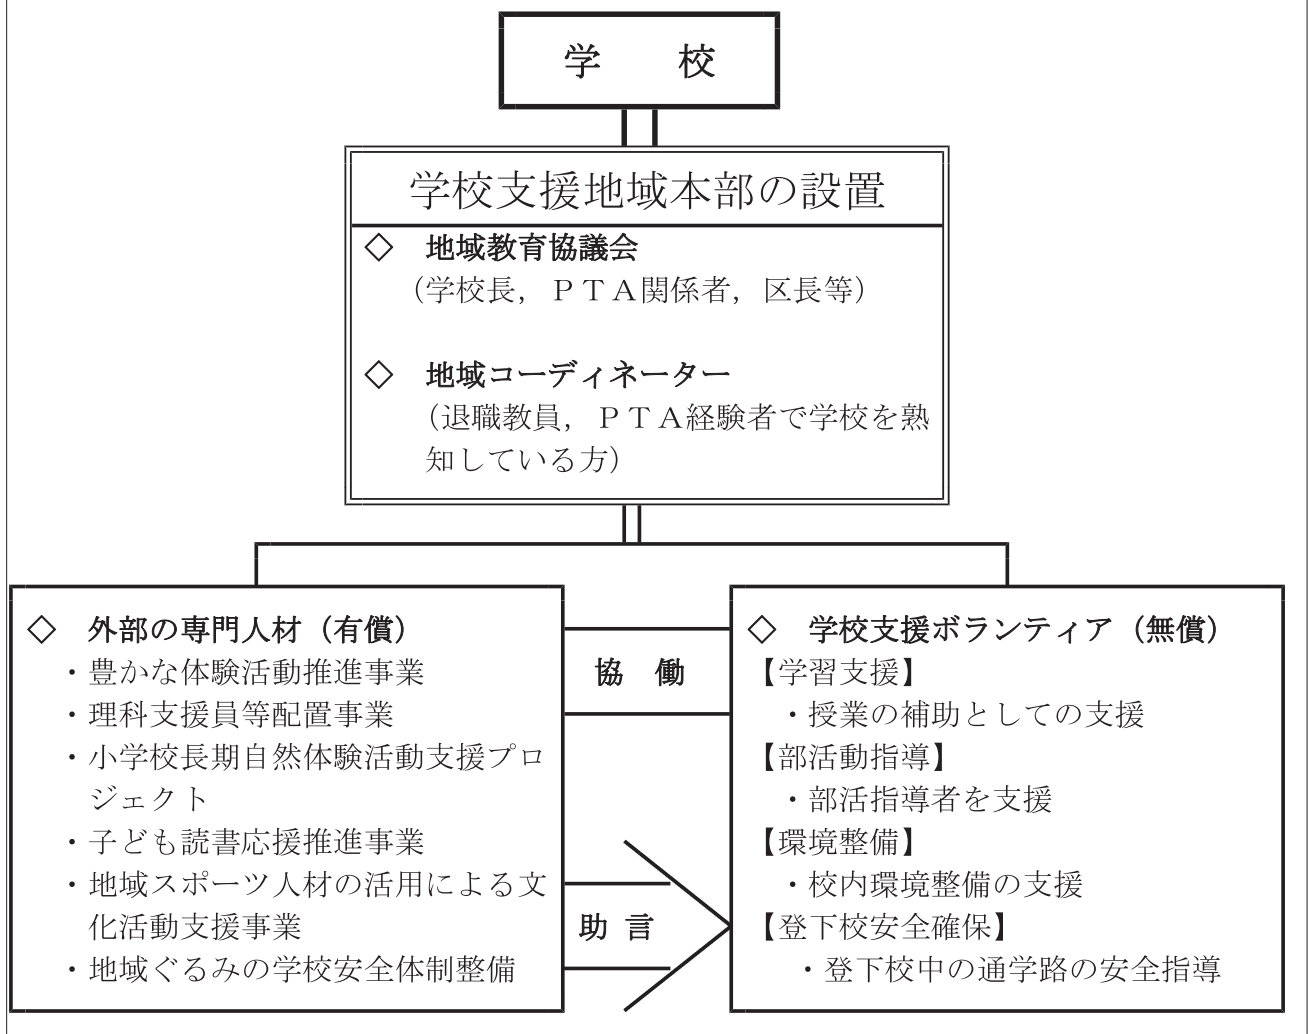 学　校
学校支援地域本部の設置
◇　地域教育協議会
（学校長，ＰＴＡ関係者，区長等）
◇　地域コーディネーター
（退職教員，ＰＴＡ経験者で学校を熟
知している方）
◇　外部の専門人材（有償）
・豊かな体験活動推進事業
・理科支援員等配置事業
・小学校長期自然体験活動支援プロ
ジェクト
・子ども読書応援推進事業
・地域スポーツ人材の活用による文
化活動支援事業
・地域ぐるみの学校安全体制整備
協　働
助 言
◇　学校支援ボランティア（無償）
【学習支援】
・授業の補助としての支援
【部活動指導】
・部活指導者を支援
【環境整備】
・校内環境整備の支援
【登下校安全確保】
・登下校中の通学路の安全指導